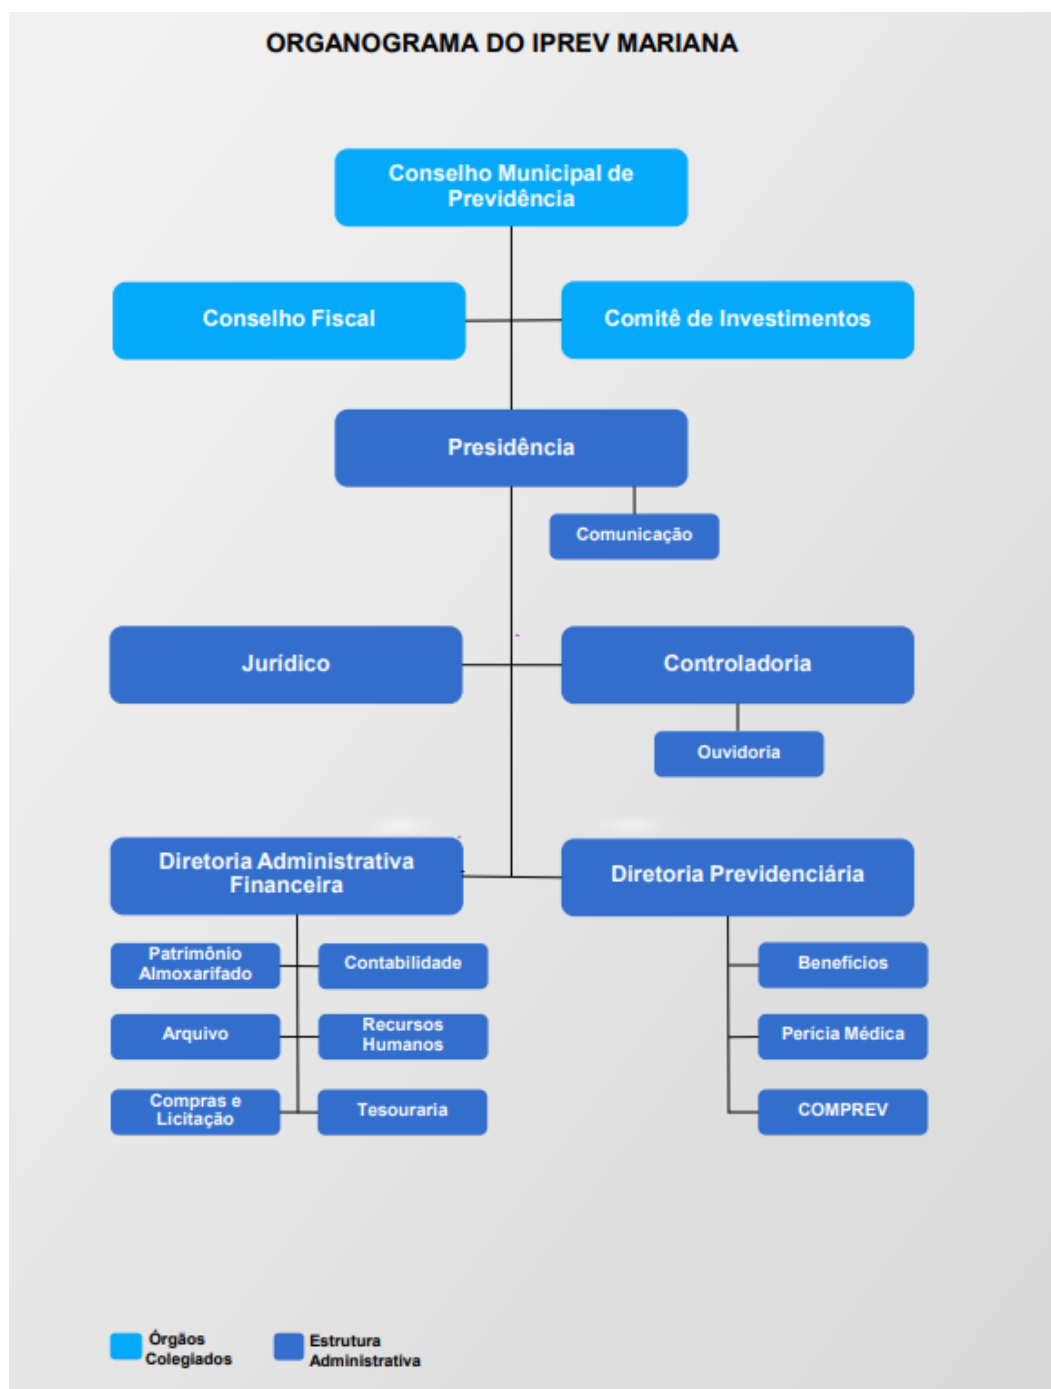 ORGANOGRAMA DO IPREV MARIANA
Conselho Municipal de
Previdência
Conselho Fiscal
Comitê de Investimentos
Presidência
Comunicação
Jurídico
Controladoria
Ouvidoria
Diretoria Administrativa
Financeira
Diretoria Previdenciária
Patrimônio
Almoxarifado
Contabilidade
Benefícios
Arquivo
Recursos
Humanos
Perícia Médica
Compras e
Licitação
Tesouraria
COMPREV
Órgãos
Colegiados
Estrutura
Administrativa